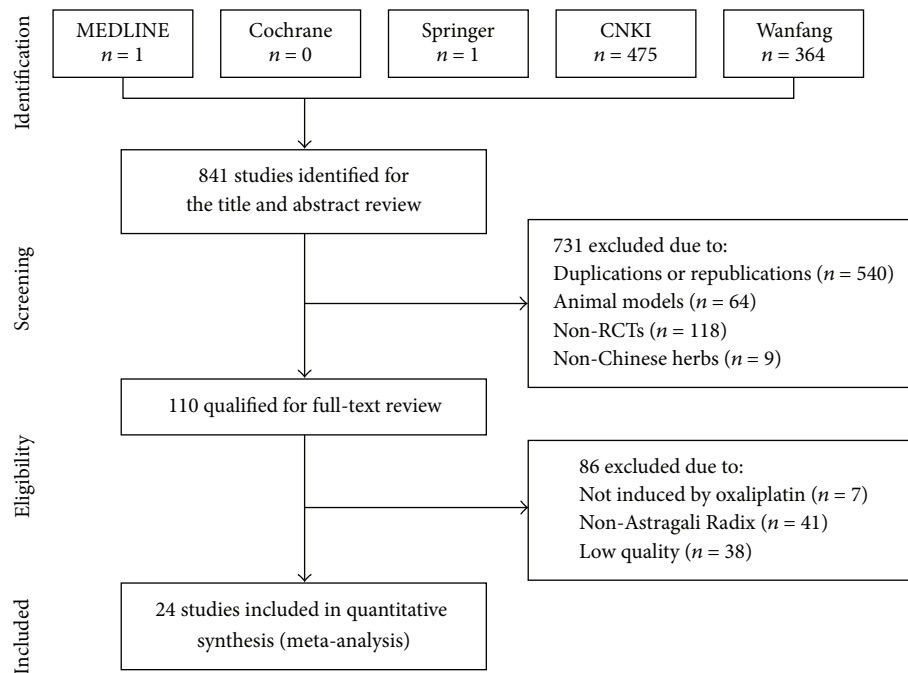 Identification
MEDLINE
n = 1
Cochrane
n = 0
Springer
n = 1
CNKI
n = 475
Wanfang
n = 364
841 studies identified for
the title and abstract review
Screening
731 excluded due to:
Duplications or republications (n = 540)
Animal models (n = 64)
Non-RCTs (n = 118)
Non-Chinese herbs (n = 9)
110 qualified for full-text review
Eligibility
86 excluded due to:
Not induced by oxaliplatin (n = 7)
Non-Astragali Radix (n = 41)
Low quality (n = 38)
Included
24 studies included in quantitative
synthesis (meta-analysis)